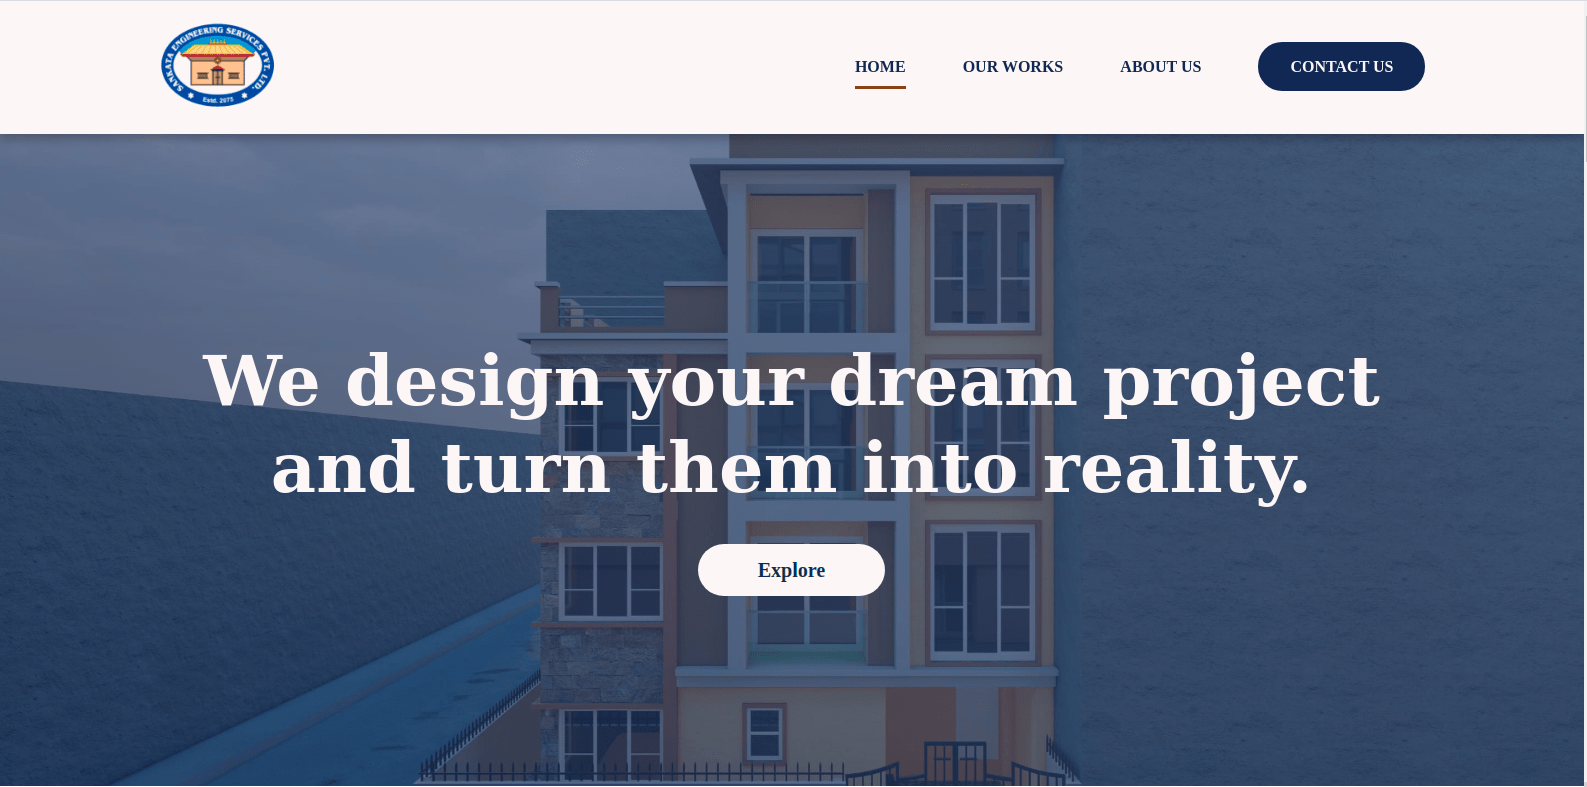 SANKATA ENGINEERING SERVICES PVT. LTD.
Estd. 2075
HOME
OUR WORKS
ABOUT US
CONTACT US
We design your dream project
and turn them into reality.
Explore